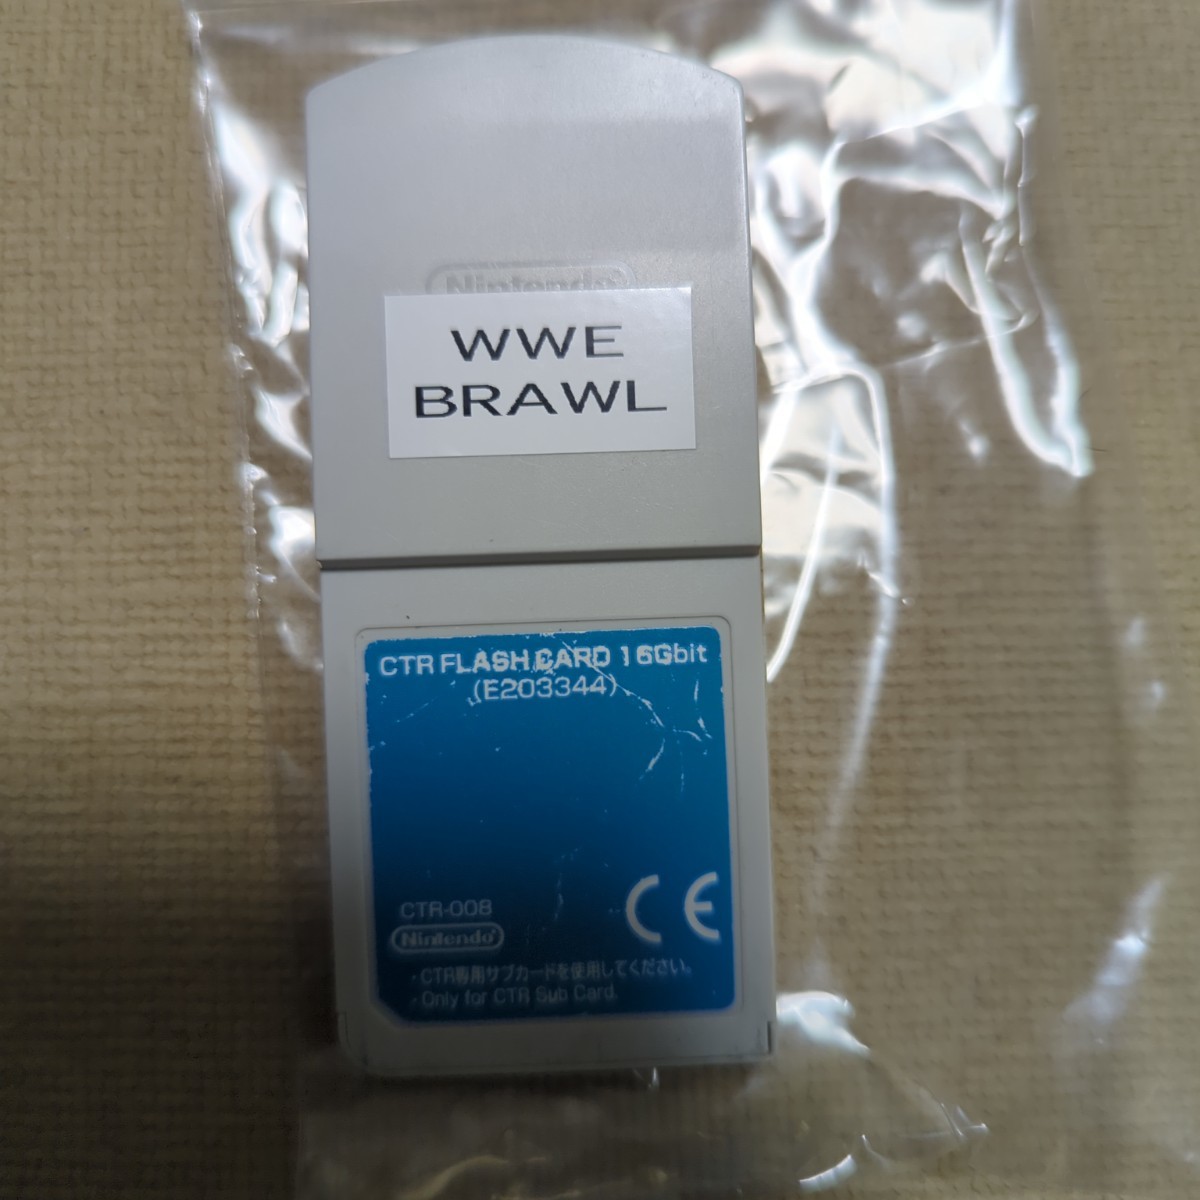 Nintendo
WWE
BRAWL
CTR FLASH CARD 16Gbit
(E203344)
CTR-008
Nintendo
・CTR専用サブカードを使用してください。
・Only for CTR Sub Card.
CE